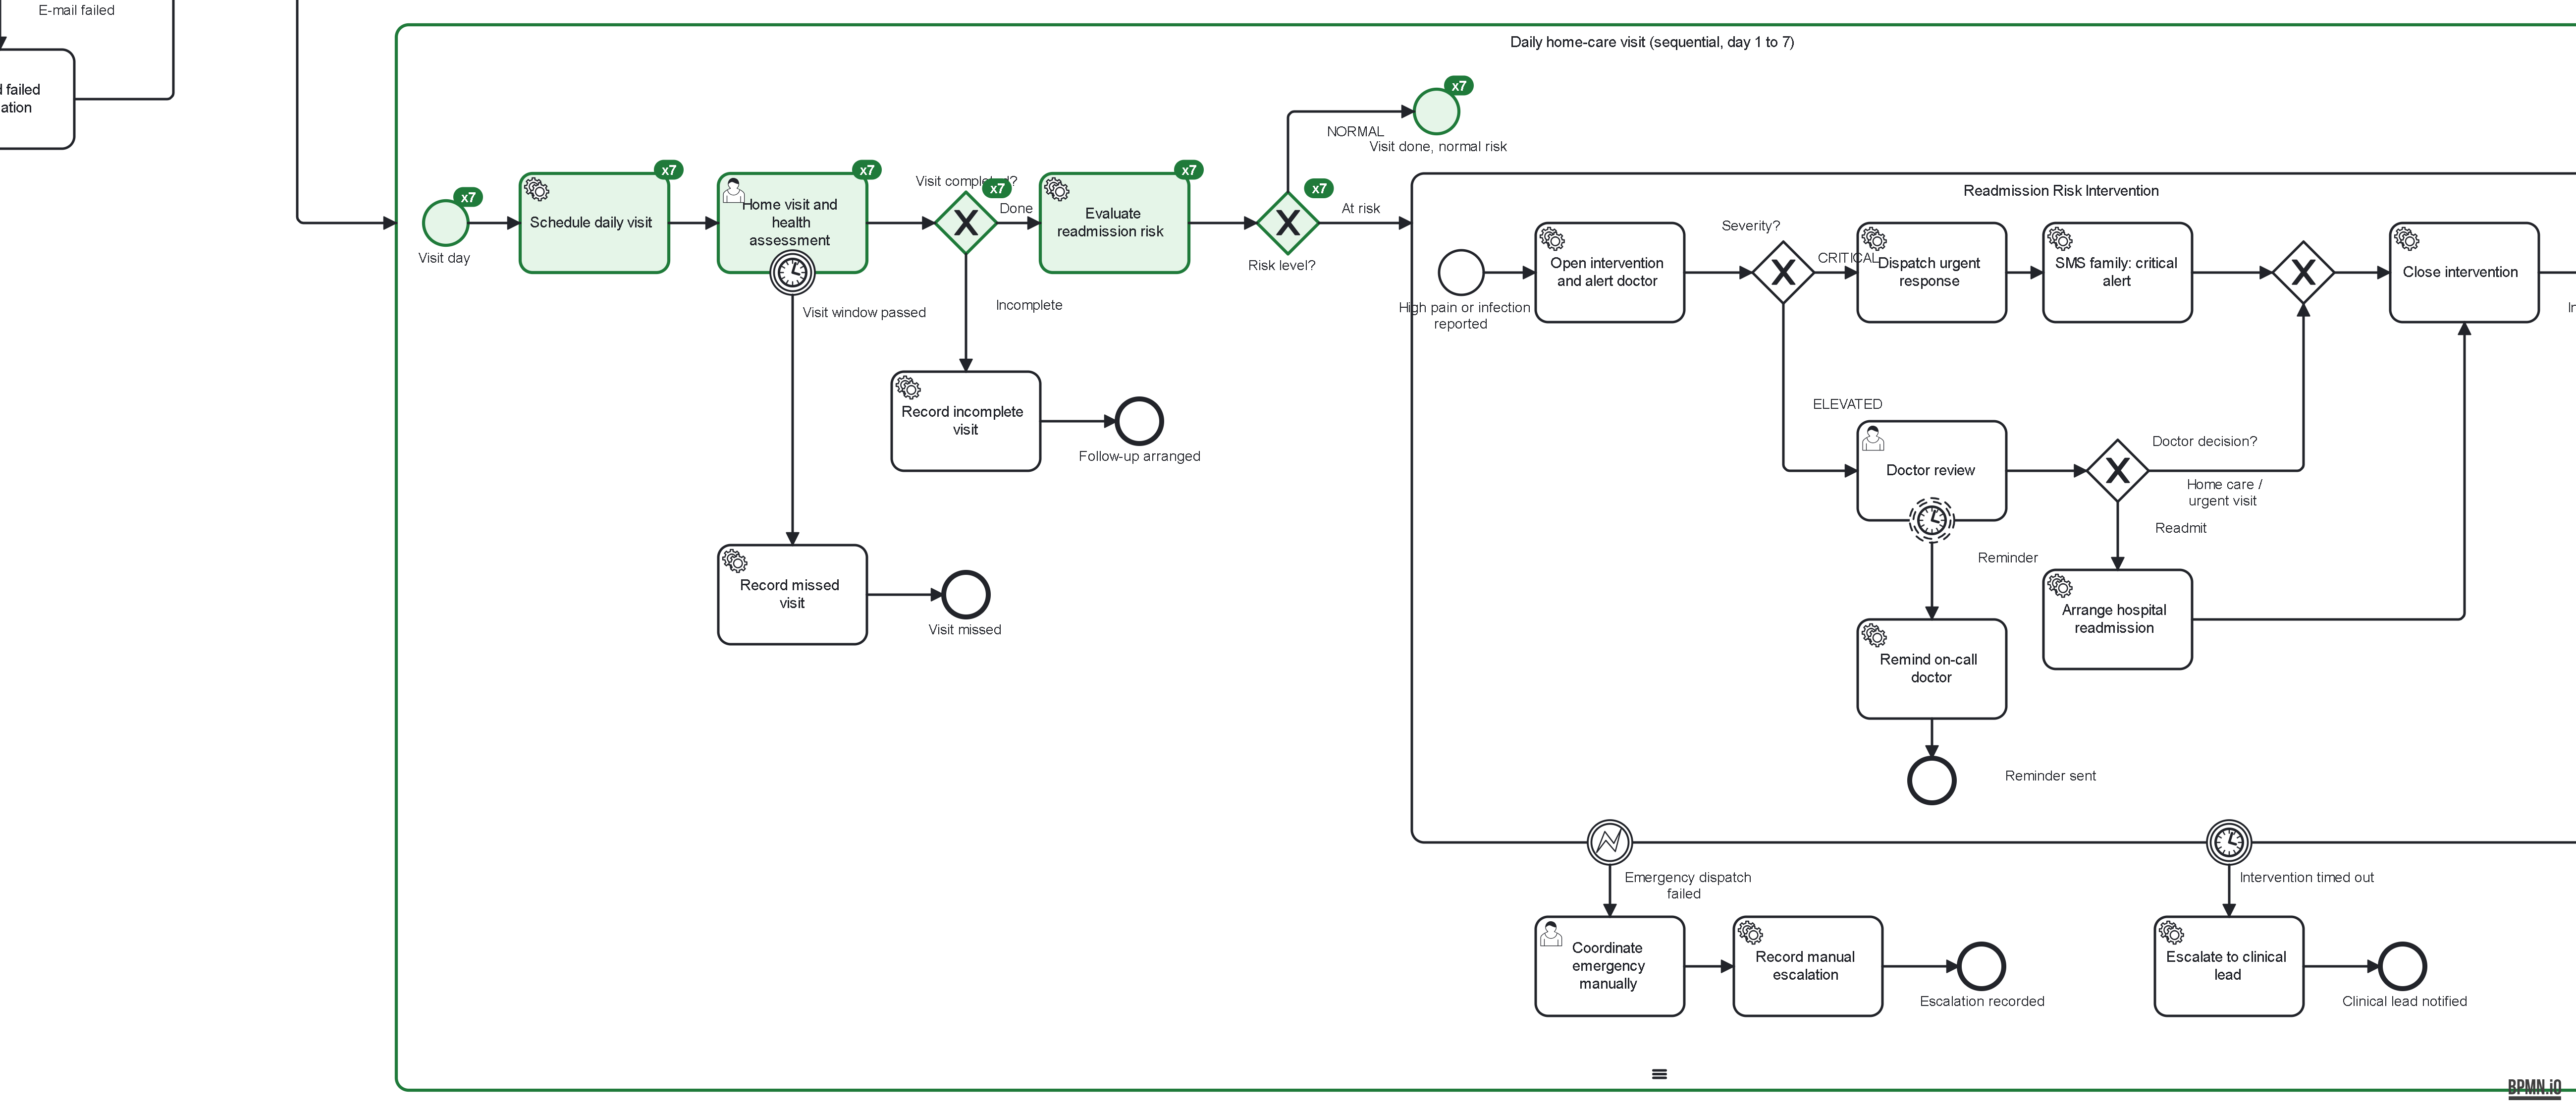 E-mail failed
d failed
ation
Daily home-care visit (sequential, day 1 to 7)
x7
NORMAL
Visit done, normal risk
x7
Visit day
x7
Schedule daily visit
x7
Home visit and
health
assessment
Visit window passed
x7
Done
Incomplete
x7
Evaluate
readmission risk
x7
Risk level?
At risk
Record incomplete
visit
Follow-up arranged
Record missed
visit
Visit missed
Readmission Risk Intervention
High pain or infection
reported
Open intervention
and alert doctor
Severity?
CRITICAL
Dispatch urgent
response
SMS family: critical
alert
Close intervention
In
ELEVATED
Doctor review
Doctor decision?
Home care /
urgent visit
Readmit
Reminder
Arrange hospital
readmission
Remind on-call
doctor
Reminder sent
Emergency dispatch
failed
Intervention timed out
Coordinate
emergency
manually
Record manual
escalation
Escalation recorded
Escalate to clinical
lead
Clinical lead notified
BPMN.iO